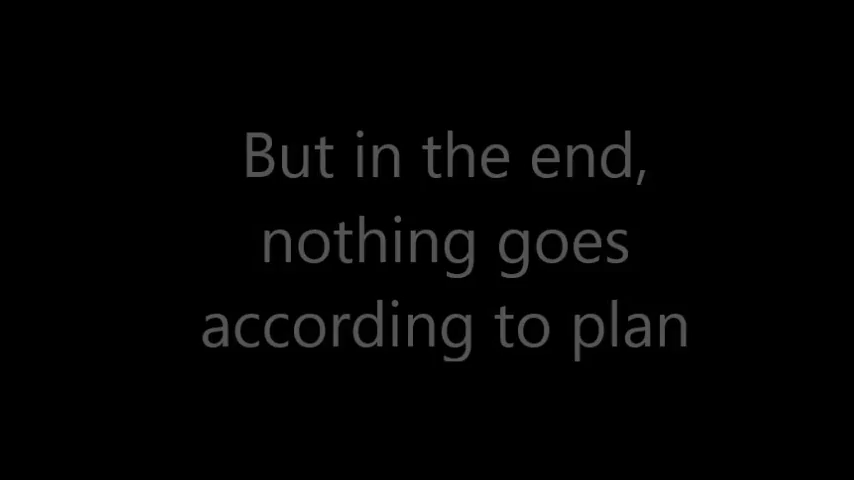 But in the end,
nothing goes
according to plan